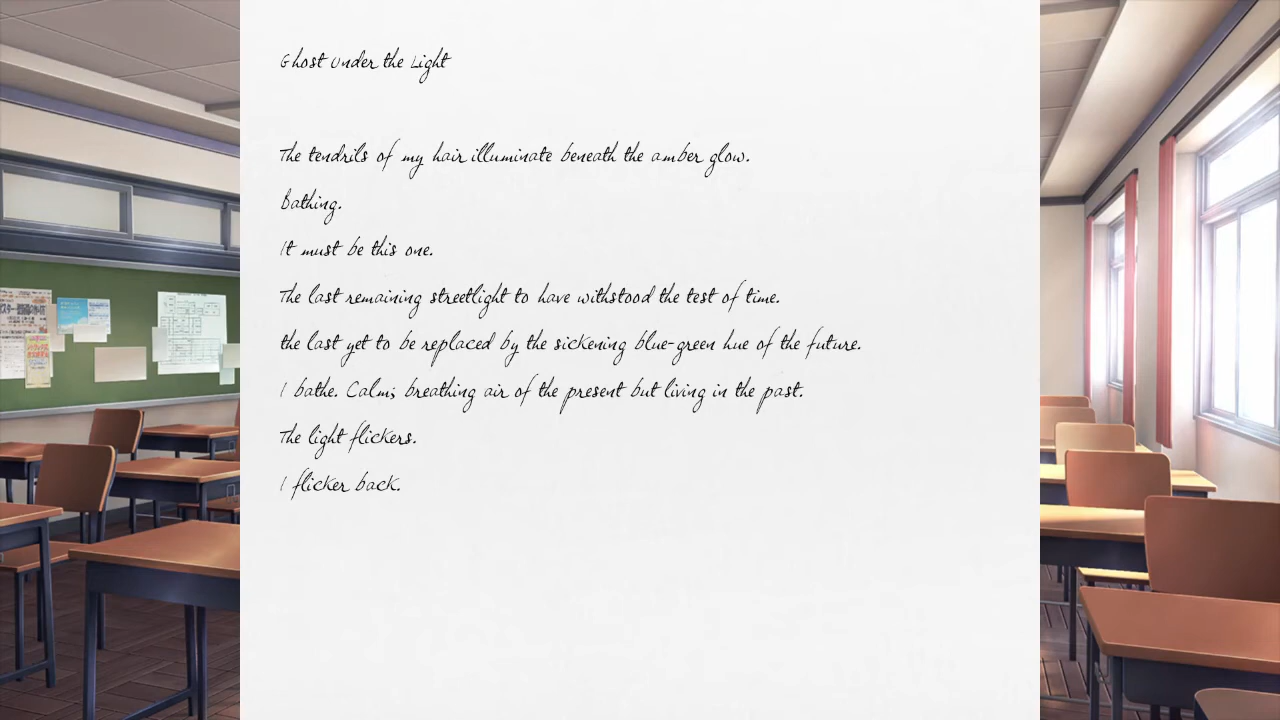 Ghost Under the Light
The tendrils of my hair illuminate beneath the amber glow.
Bathing.
It must be this one.
The last remaining streetlight to have withstood the test of time.
the last yet to be replaced by the sickening blue-green hue of the future.
I bathe. Calm; breathing air of the present but living in the past.
The light flickers.
I flicker back.